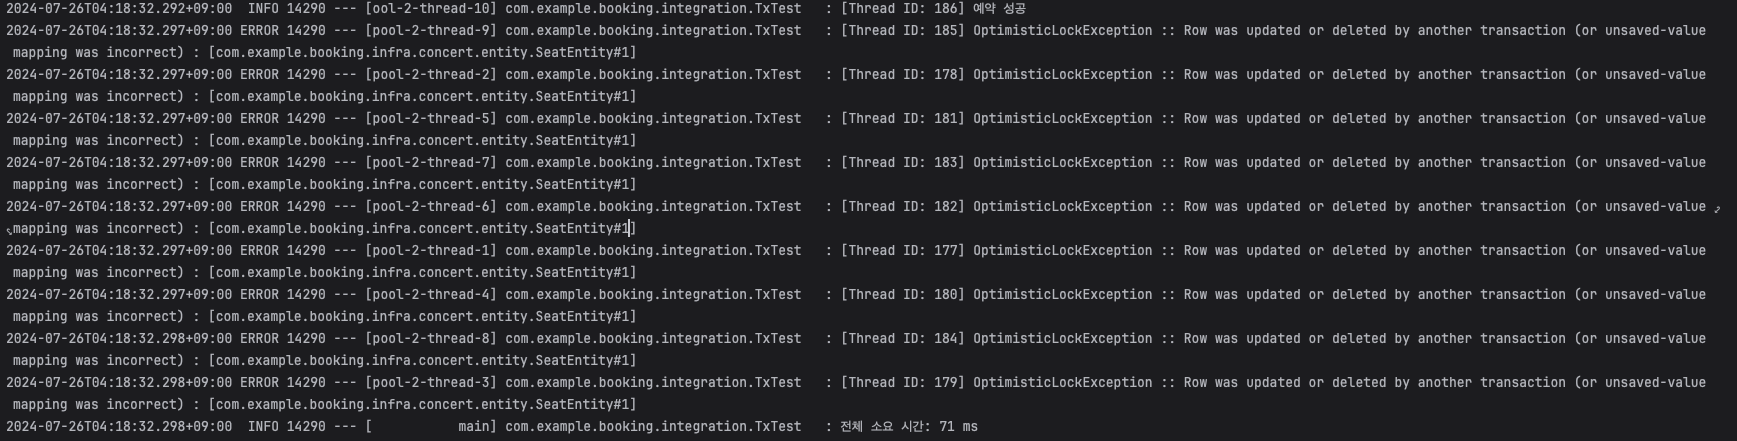 2024-07-26T04:18:32.292+09:00  INFO 14290 --- [ool-2-thread-10] com.example.booking.integration.TxTest   : [Thread ID: 186] 예약 성공
2024-07-26T04:18:32.297+09:00 ERROR 14290 --- [pool-2-thread-9] com.example.booking.integration.TxTest   : [Thread ID: 185] OptimisticLockException :: Row was updated or deleted by another transaction (or unsaved-value
mapping was incorrect) : [com.example.booking.infra.concert.entity.SeatEntity#1]
2024-07-26T04:18:32.297+09:00 ERROR 14290 --- [pool-2-thread-2] com.example.booking.integration.TxTest   : [Thread ID: 178] OptimisticLockException :: Row was updated or deleted by another transaction (or unsaved-value
mapping was incorrect) : [com.example.booking.infra.concert.entity.SeatEntity#1]
2024-07-26T04:18:32.297+09:00 ERROR 14290 --- [pool-2-thread-5] com.example.booking.integration.TxTest   : [Thread ID: 181] OptimisticLockException :: Row was updated or deleted by another transaction (or unsaved-value
mapping was incorrect) : [com.example.booking.infra.concert.entity.SeatEntity#1]
2024-07-26T04:18:32.297+09:00 ERROR 14290 --- [pool-2-thread-7] com.example.booking.integration.TxTest   : [Thread ID: 183] OptimisticLockException :: Row was updated or deleted by another transaction (or unsaved-value
mapping was incorrect) : [com.example.booking.infra.concert.entity.SeatEntity#1]
2024-07-26T04:18:32.297+09:00 ERROR 14290 --- [pool-2-thread-6] com.example.booking.integration.TxTest   : [Thread ID: 182] OptimisticLockException :: Row was updated or deleted by another transaction (or unsaved-value
mapping was incorrect) : [com.example.booking.infra.concert.entity.SeatEntity#1]
2024-07-26T04:18:32.297+09:00 ERROR 14290 --- [pool-2-thread-1] com.example.booking.integration.TxTest   : [Thread ID: 177] OptimisticLockException :: Row was updated or deleted by another transaction (or unsaved-value
mapping was incorrect) : [com.example.booking.infra.concert.entity.SeatEntity#1]
2024-07-26T04:18:32.297+09:00 ERROR 14290 --- [pool-2-thread-4] com.example.booking.integration.TxTest   : [Thread ID: 180] OptimisticLockException :: Row was updated or deleted by another transaction (or unsaved-value
mapping was incorrect) : [com.example.booking.infra.concert.entity.SeatEntity#1]
2024-07-26T04:18:32.298+09:00 ERROR 14290 --- [pool-2-thread-8] com.example.booking.integration.TxTest   : [Thread ID: 184] OptimisticLockException :: Row was updated or deleted by another transaction (or unsaved-value
mapping was incorrect) : [com.example.booking.infra.concert.entity.SeatEntity#1]
2024-07-26T04:18:32.298+09:00 ERROR 14290 --- [pool-2-thread-3] com.example.booking.integration.TxTest   : [Thread ID: 179] OptimisticLockException :: Row was updated or deleted by another transaction (or unsaved-value
mapping was incorrect) : [com.example.booking.infra.concert.entity.SeatEntity#1]
2024-07-26T04:18:32.298+09:00  INFO 14290 --- [           main] com.example.booking.integration.TxTest   : 전체 소요 시간: 71 ms